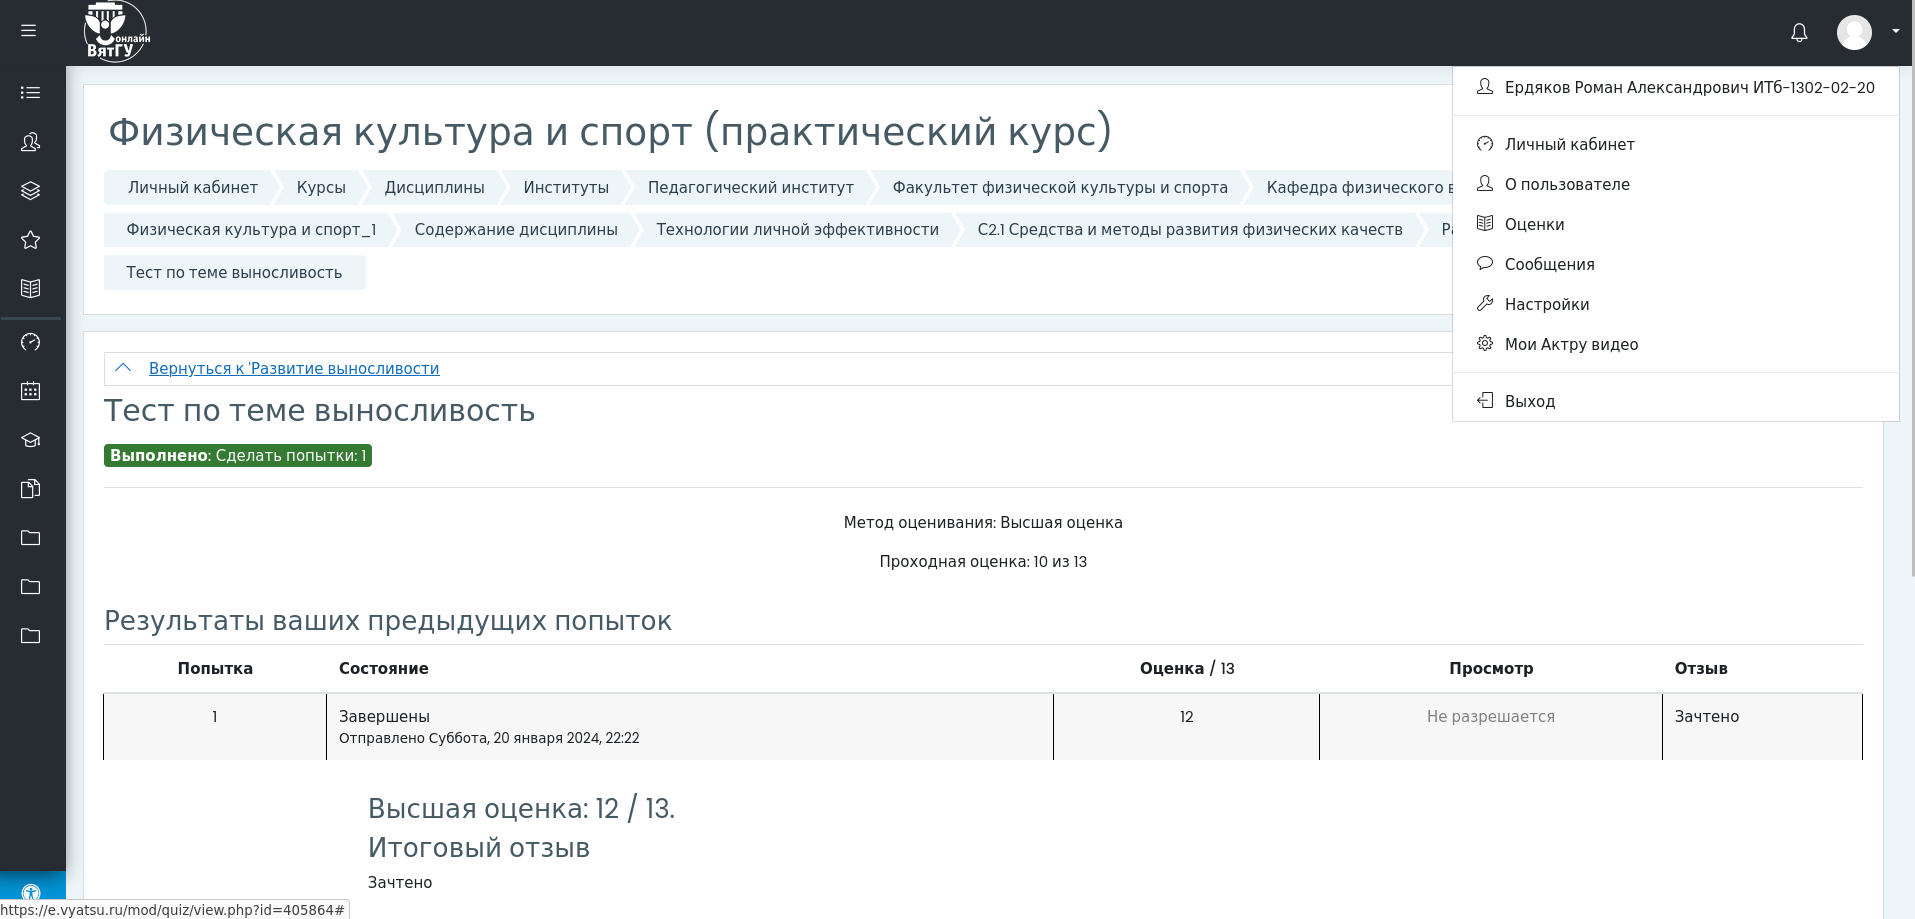 онлайн
ВятГУ
Ердяков Роман Александрович ИТб-1302-02-20
Личный кабинет
О пользователе
Оценки
Сообщения
Настройки
Мои Актру видео
Выход
Физическая культура и спорт (практический курс)
Личный кабинет Курсы Дисциплины Институты Педагогический институт Факультет физической культуры и спорта Кафедра физического
Физическая культура и спорт_1 Содержание дисциплины Технологии личной эффективности С2.1 Средства и методы развития физических качеств
Тест по теме выносливость
Вернуться к 'Развитие выносливости
Тест по теме выносливость
Выполнено: Сделать попытки: 1
Метод оценивания: Высшая оценка
Проходная оценка: 10 из 13
Результаты ваших предыдущих попыток
Попытка Состояние Оценка / 13 Просмотр Отзыв
1 Завершены 12 Не разрешается Зачтено
Отправлено Суббота, 20 января 2024, 22:22
Высшая оценка: 12 / 13.
Итоговый отзыв
Зачтено
https://e.vyatsu.ru/mod/quiz/view.php?id=405864#